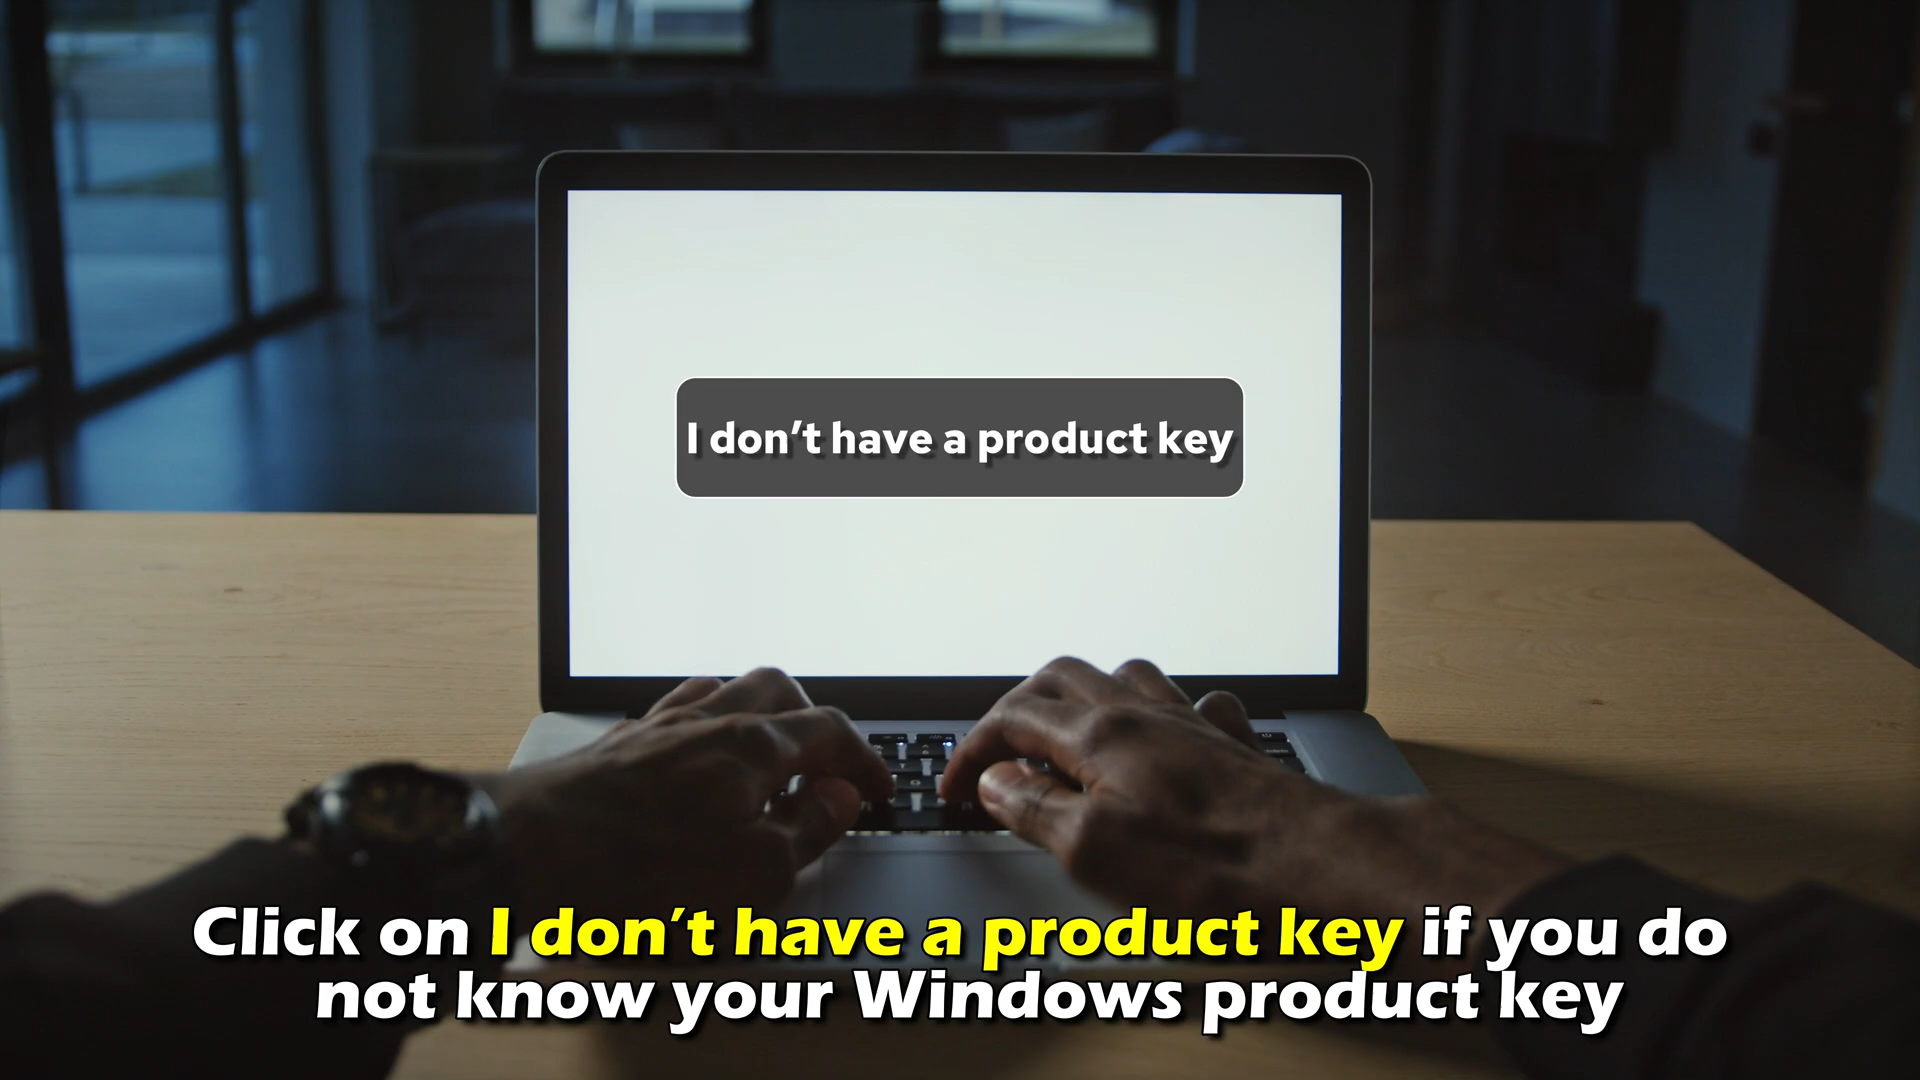 I don’t have a product key
Click on I don’t have a product key if you do
not know your Windows product key